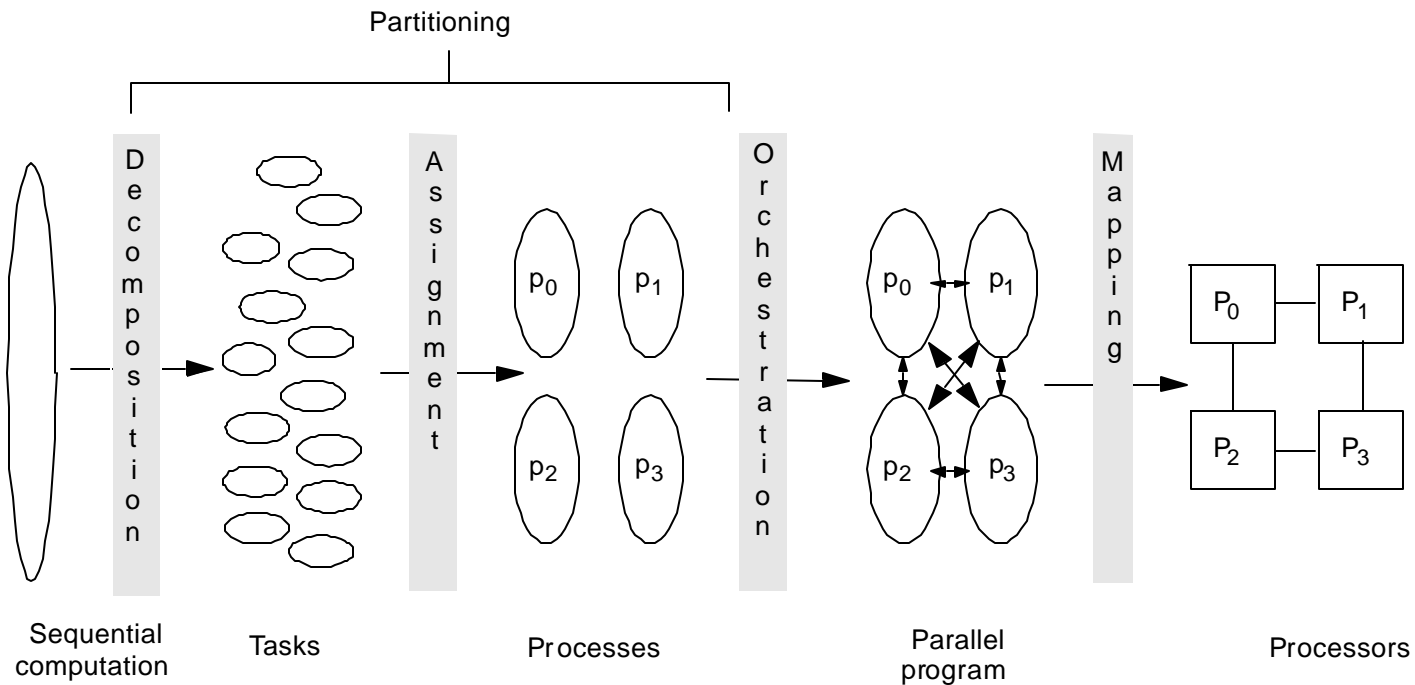 Partitioning
Decomposition
Assignment
Orchestration
Mapping
p0
p1
p2
p3
p0
p1
p2
p3
P0
P1
P2
P3
Sequential
computation
Tasks
Processes
Parallel
program
Processors